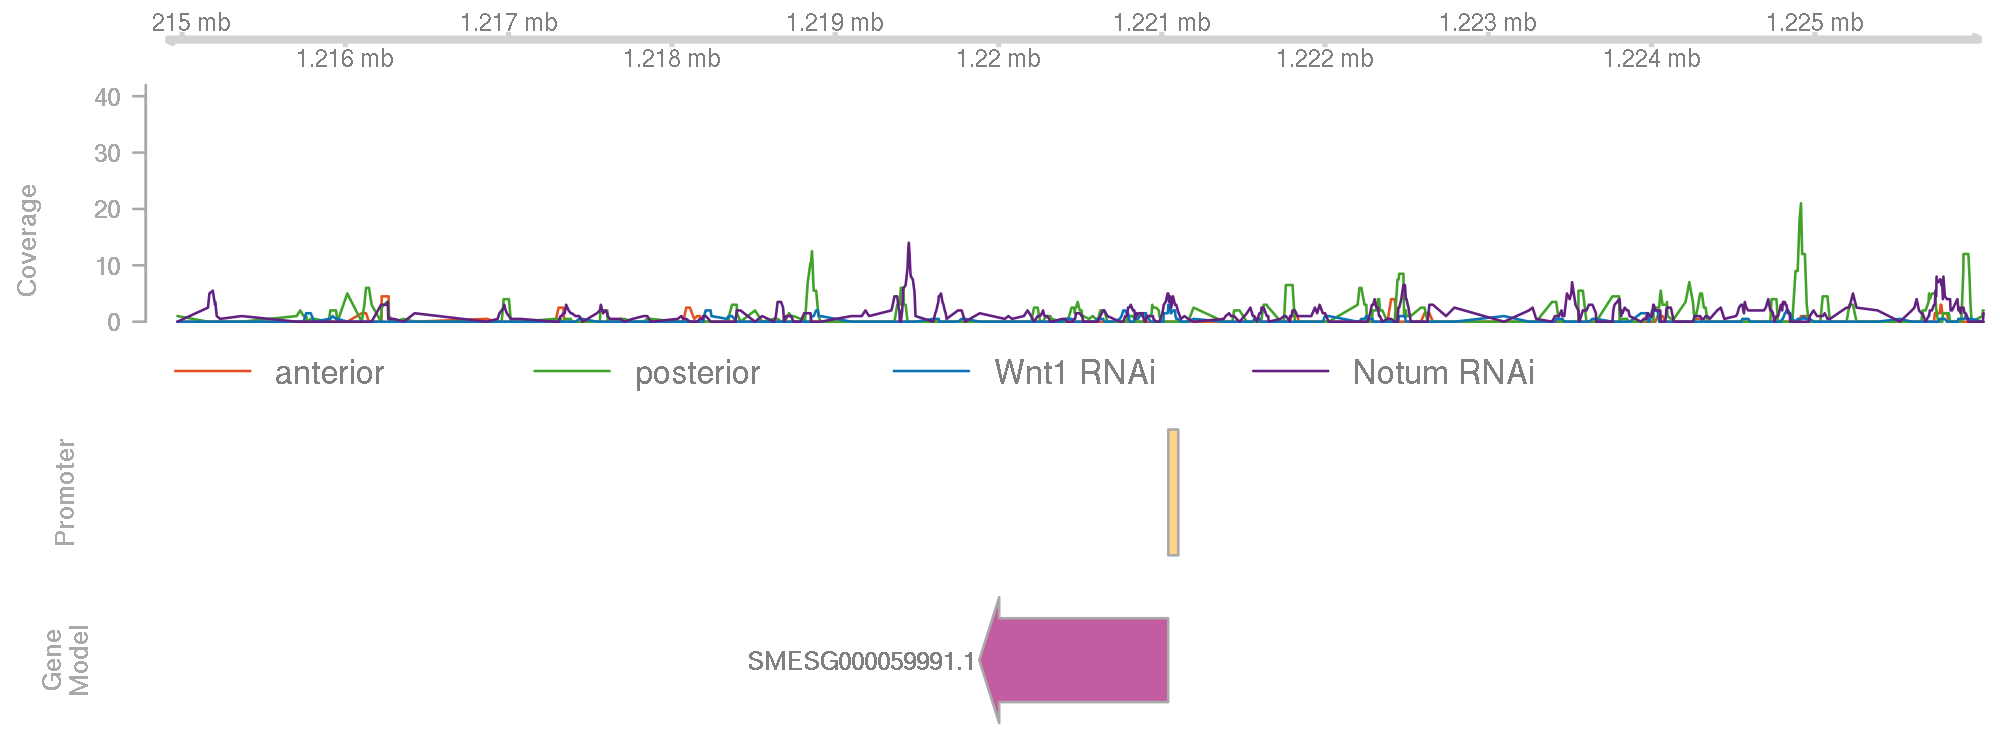 215 mb 1.217 mb 1.219 mb 1.221 mb 1.223 mb 1.225 mb
1.216 mb 1.218 mb 1.22 mb 1.222 mb 1.224 mb
40
30
20
10
0
Coverage
anterior posterior Wnt1 RNAi Notum RNAi
Promoter
Gene
Model
SMESG000059991.1